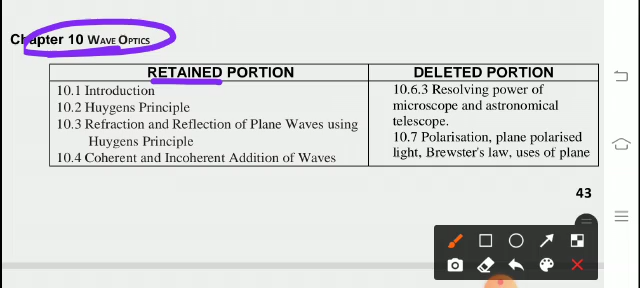 Chapter 10 WAVE OPTICS
RETAINED PORTION
DELETED PORTION
10.1 Introduction
10.2 Huygens Principle
10.3 Refraction and Reflection of Plane Waves using
Huygens Principle
10.4 Coherent and Incoherent Addition of Waves
10.6.3 Resolving power of
microscope and astronomical
telescope.
10.7 Polarisation, plane polarised
light, Brewster's law, uses of plane
43